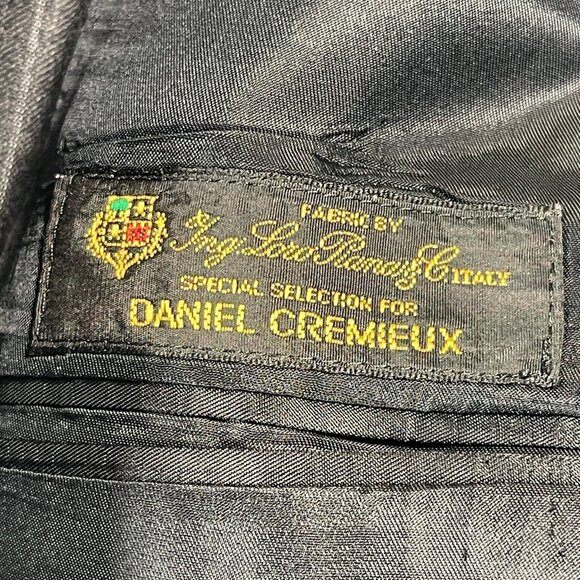 FABRIC BY
Ing. Loro Piana & C. ITALY
SPECIAL SELECTION FOR
DANIEL CREMIEUX